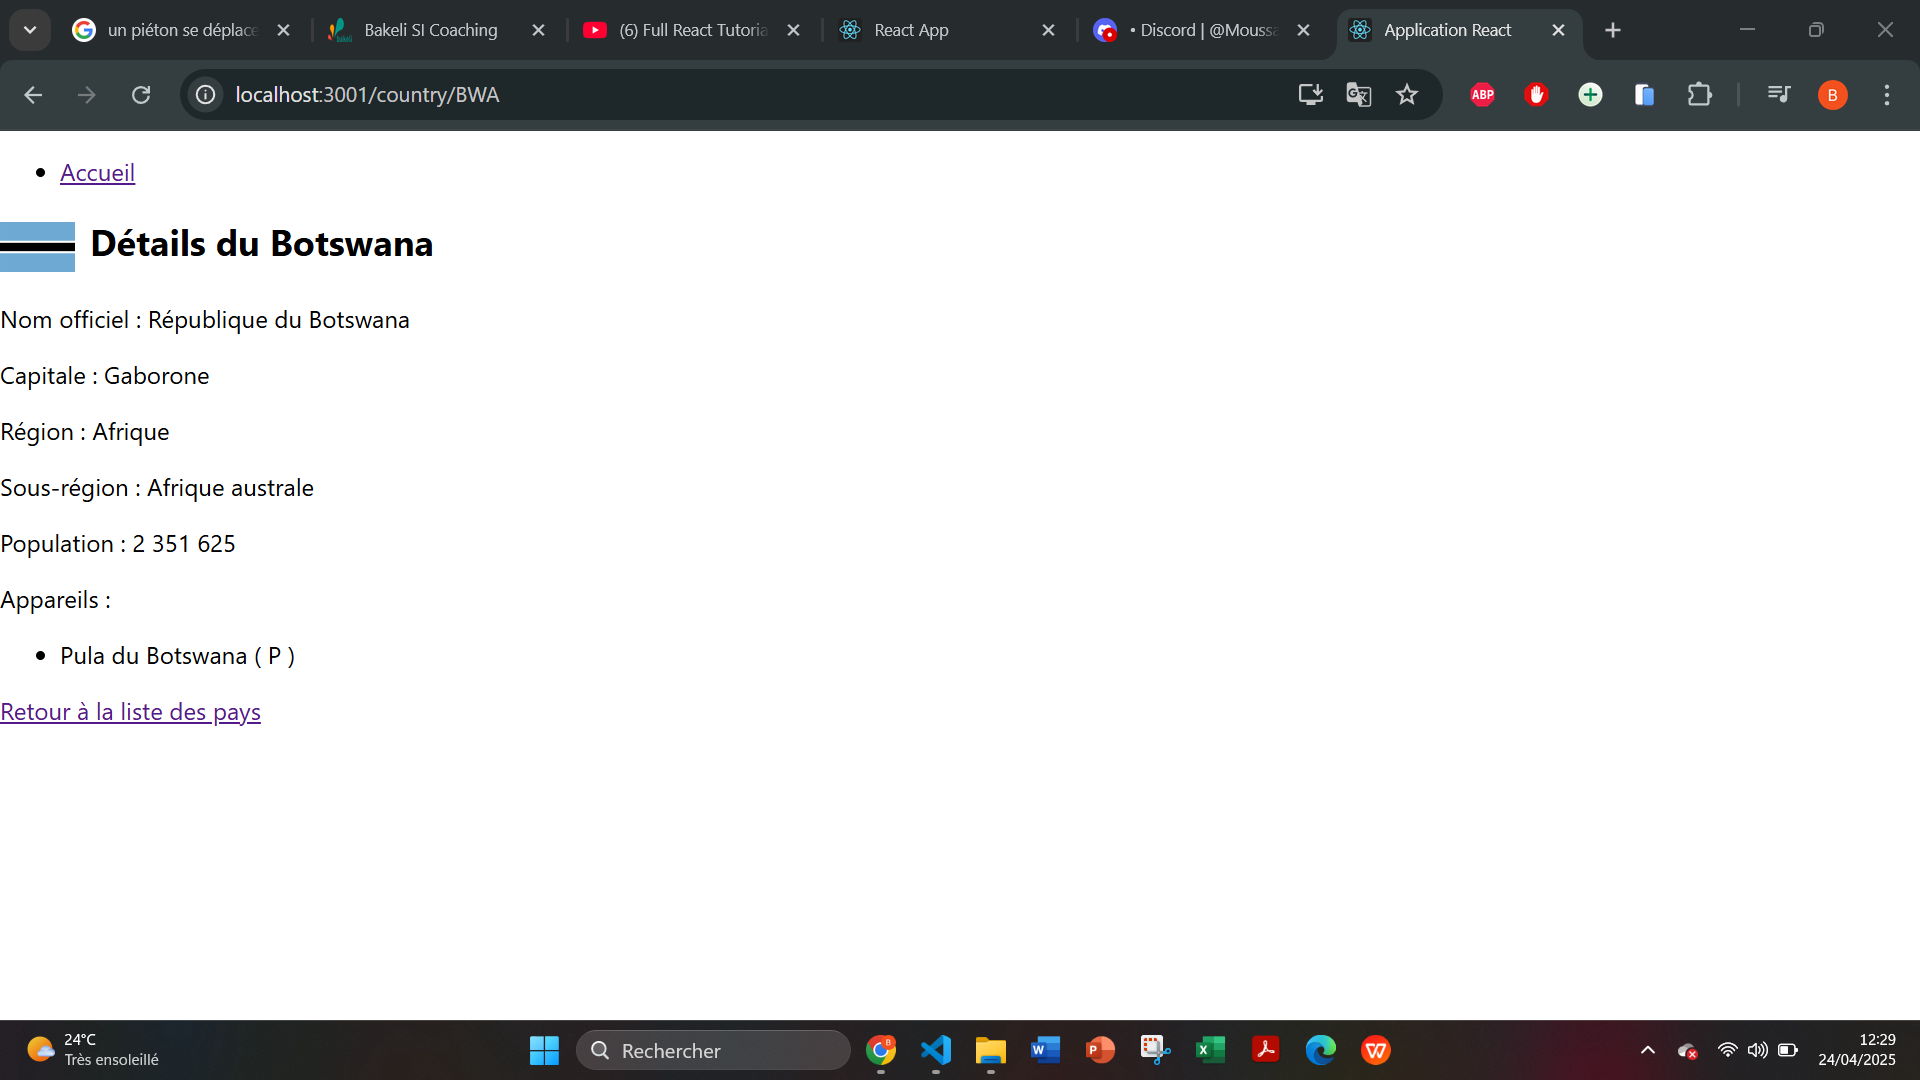 un piéton se déplace
Bakeli SI Coaching
(6) Full React Tutoria
React App
• Discord | @Moussa
Application React
localhost:3001/country/BWA
ABP
B
Accueil
Détails du Botswana
Nom officiel : République du Botswana
Capitale : Gaborone
Région : Afrique
Sous-région : Afrique australe
Population : 2 351 625
Appareils :
Pula du Botswana ( P )
Retour à la liste des pays
24°C
Très ensoleillé
Rechercher
12:29
24/04/2025